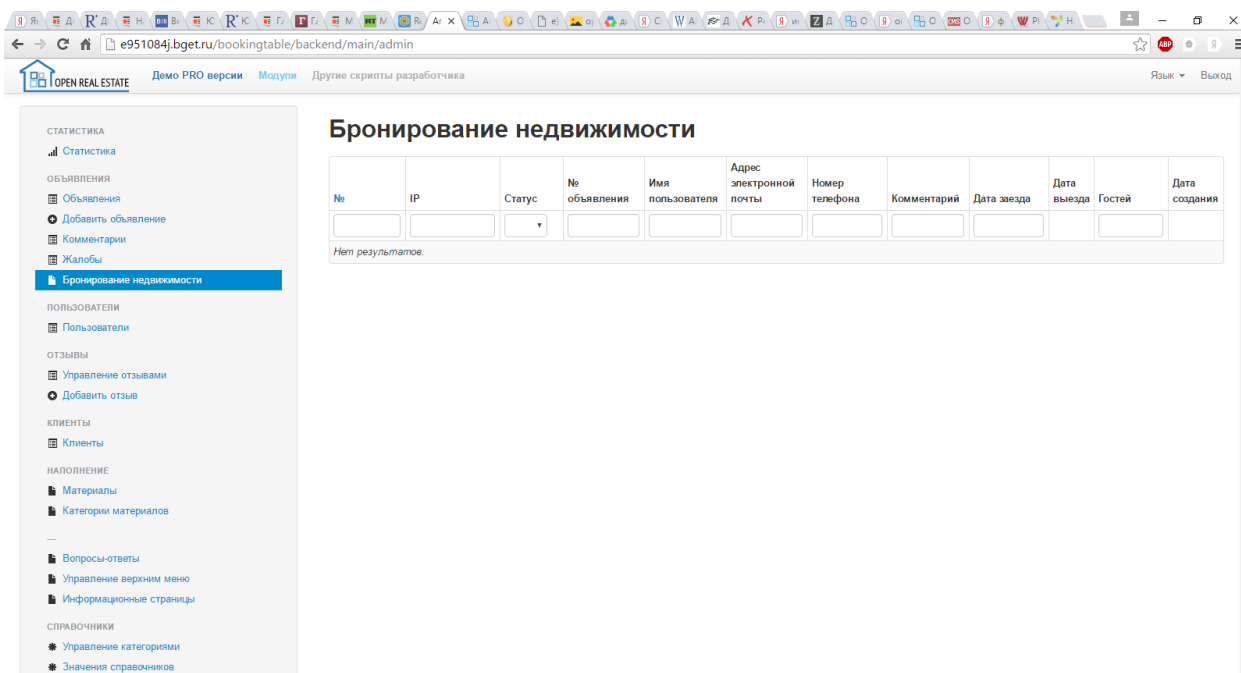 e951084j.bget.ru/bookingtable/backend/main/admin
ABP
OPEN REAL ESTATE Демо PRO версии Модули Другие скрипты разработчика Язык Выход
СТАТИСТИКА
Статистика
ОБЪЯВЛЕНИЯ
Объявления
Добавить объявление
Комментарии
Жалобы
Бронирование недвижимости
ПОЛЬЗОВАТЕЛИ
Пользователи
ОТЗЫВЫ
Управление отзывами
Добавить отзыв
КЛИЕНТЫ
Клиенты
НАПОЛНЕНИЕ
Материалы
Категории материалов
---
Вопросы-ответы
Управление верхним меню
Информационные страницы
СПРАВОЧНИКИ
Управление категориями
Значения справочников
Бронирование недвижимости
Адрес
№ Имя электронной Номер Дата Дата
№ IP Статус объявления пользователя почты телефона Комментарий Дата заезда выезда Гостей создания
Нет результатов.